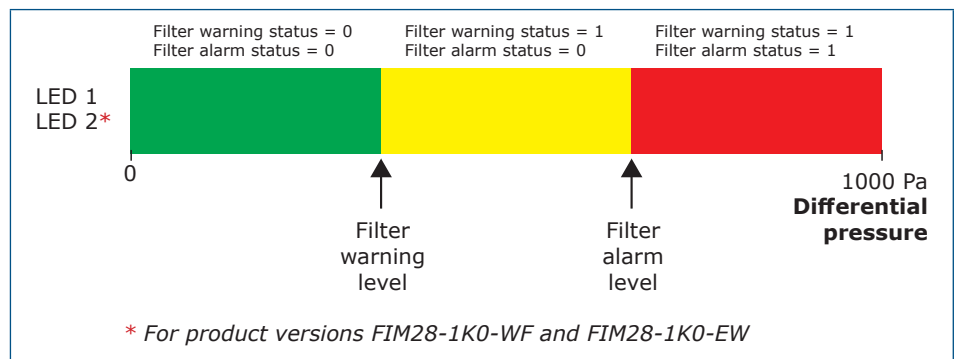 Filter warning status = 0
Filter alarm status = 0
Filter warning status = 1
Filter alarm status = 0
Filter warning status = 1
Filter alarm status = 1
LED 1
LED 2*
0
1000 Pa
Differential
pressure
Filter
warning
level
Filter
alarm
level
* For product versions FIM28-1K0-WF and FIM28-1K0-EW